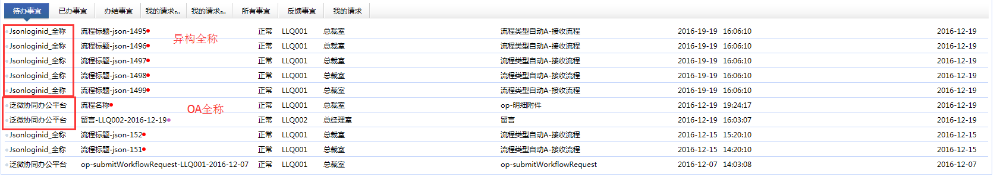 待办事宜 已办事宜 办结事宜 我的请求... 我的请求... 所有事宜 反馈事宜 我的请求
Jsonloginid_全称 流程标题-json-1495 正常 LLQ001 总裁室 流程类型自动A-接收流程 2016-19-19 16:06:10 2016-12-19
异构全称
Jsonloginid_全称 流程标题-json-1496 正常 LLQ001 总裁室 流程类型自动A-接收流程 2016-19-19 16:06:10 2016-12-19
Jsonloginid_全称 流程标题-json-1497 正常 LLQ001 总裁室 流程类型自动A-接收流程 2016-19-19 16:06:10 2016-12-19
Jsonloginid_全称 流程标题-json-1498 正常 LLQ001 总裁室 流程类型自动A-接收流程 2016-19-19 16:06:10 2016-12-19
Jsonloginid_全称 流程标题-json-1499 正常 LLQ001 总裁室 流程类型自动A-接收流程 2016-19-19 16:06:10 2016-12-19
泛微协同办公平台 流程名称 正常 LLQ001 总裁室 op-明细附件 2016-12-19 19:24:17 2016-12-19
OA全称
泛微协同办公平台 留言-LLQ002-2016-12-19 正常 LLQ002 总经理室 留言 2016-12-19 16:03:07 2016-12-19
Jsonloginid_全称 流程标题-json-152 正常 LLQ001 总裁室 流程类型自动A-接收流程 2016-12-15 15:20:10 2016-12-15
Jsonloginid_全称 流程标题-json-151 正常 LLQ001 总裁室 流程类型自动A-接收流程 2016-12-15 14:20:10 2016-12-15
泛微协同办公平台 op-submitWorkflowRequest-LLQ001-2016-12-07 正常 LLQ001 总裁室 op-submitWorkflowRequest 2016-12-07 14:03:08 2016-12-07